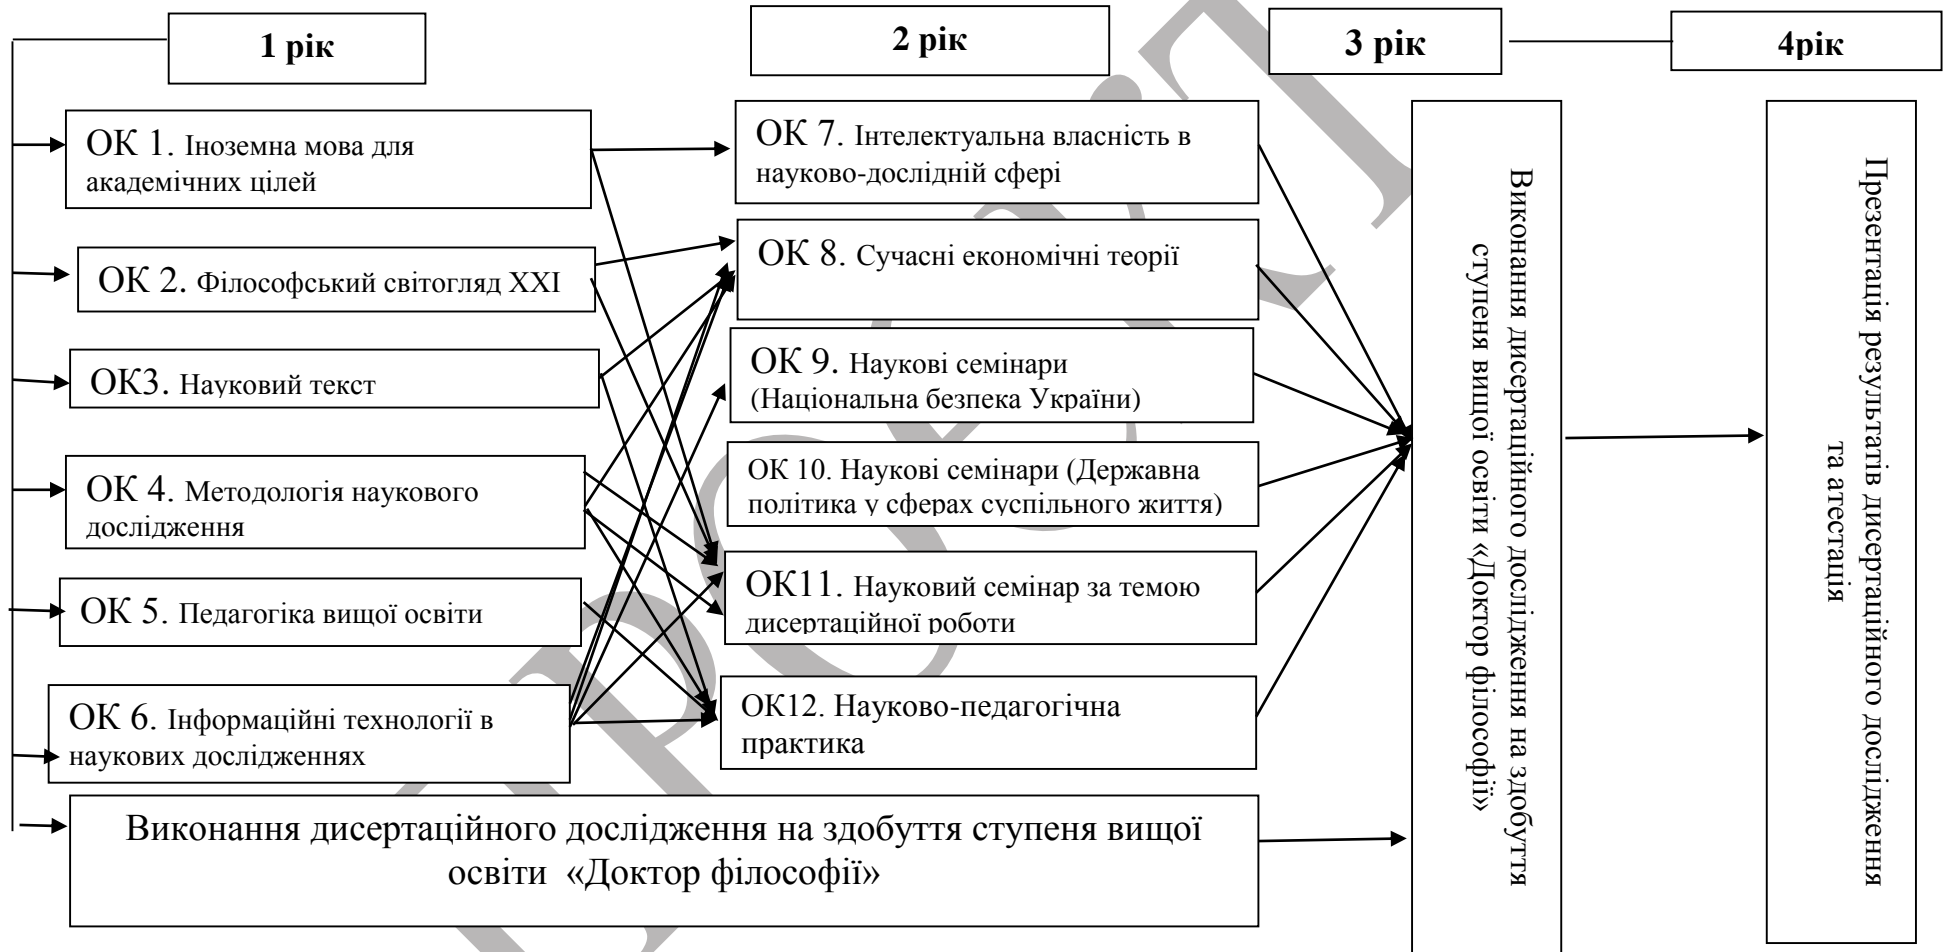 1 рік
2 рік
3 рік
4рік
ОК 1. Іноземна мова для
академічних цілей
ОК 2. Філософський світогляд ХХІ
ОК3. Науковий текст
ОК 4. Методологія наукового
дослідження
ОК 5. Педагогіка вищої освіти
ОК 6. Інформаційні технології в
наукових дослідженнях
ОК 7. Інтелектуальна власність в
науково-дослідній сфері
ОК 8. Сучасні економічні теорії
ОК 9. Наукові семінари
(Національна безпека України)
ОК 10. Наукові семінари (Державна
політика у сферах суспільного життя)
ОК11. Науковий семінар за темою
дисертаційної роботи
ОК12. Науково-педагогічна
практика
Виконання дисертаційного дослідження на здобуття ступеня вищої
освіти «Доктор філософії»
Виконання дисертаційного дослідження на здобуття
ступеня вищої освіти «Доктор філософії»
Презентація результатів дисертаційного дослідження
та атестація